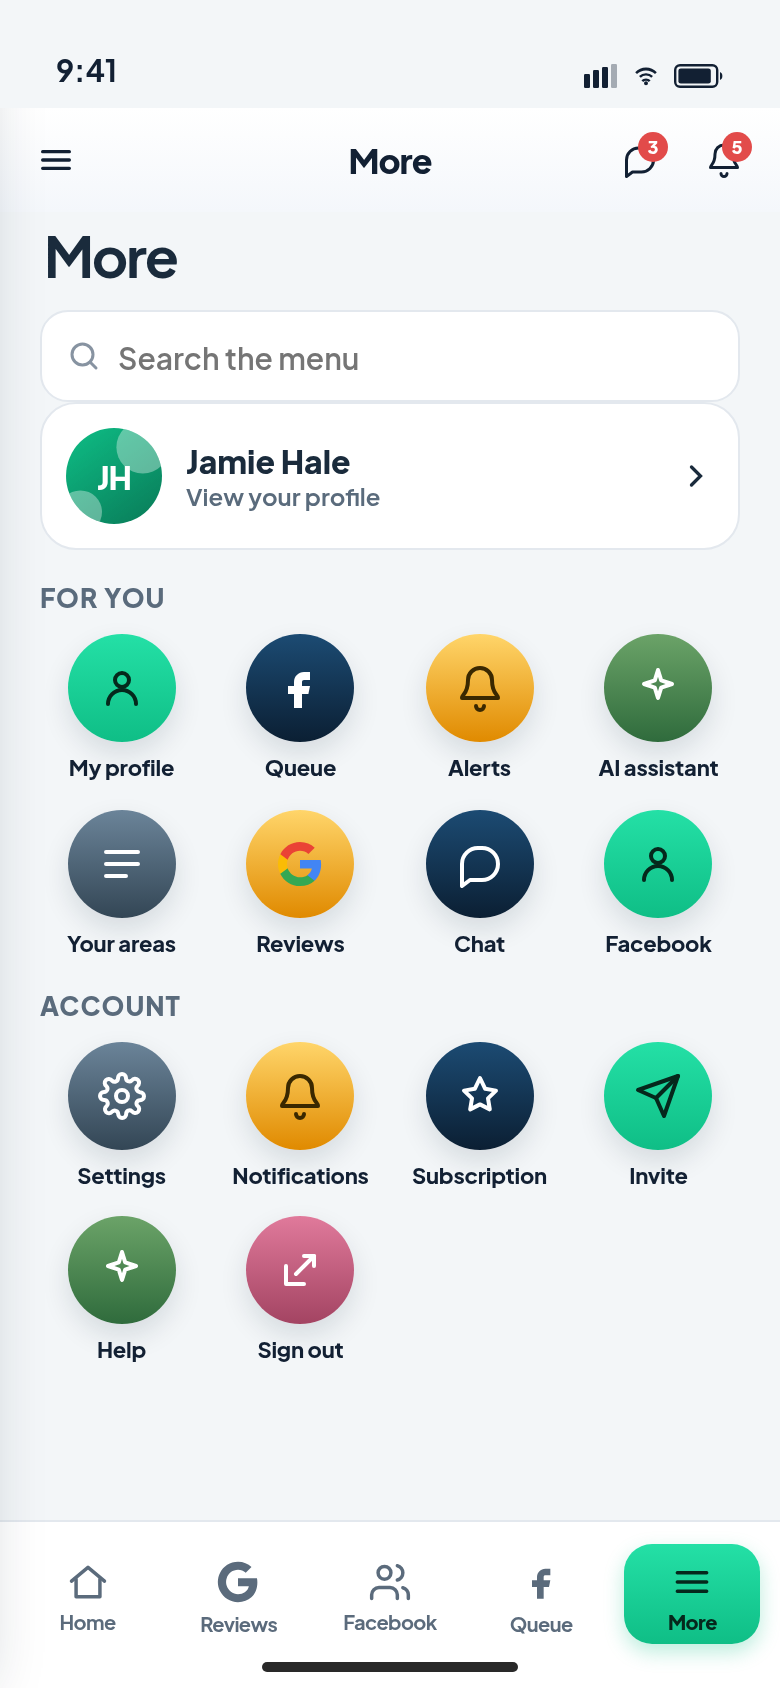 9:41
More
3
5
More
Search the menu
JH
Jamie Hale
View your profile
FOR YOU
My profile
Queue
Alerts
AI assistant
Your areas
Reviews
Chat
Facebook
ACCOUNT
Settings
Notifications
Subscription
Invite
Help
Sign out
Home
Reviews
Facebook
Queue
More